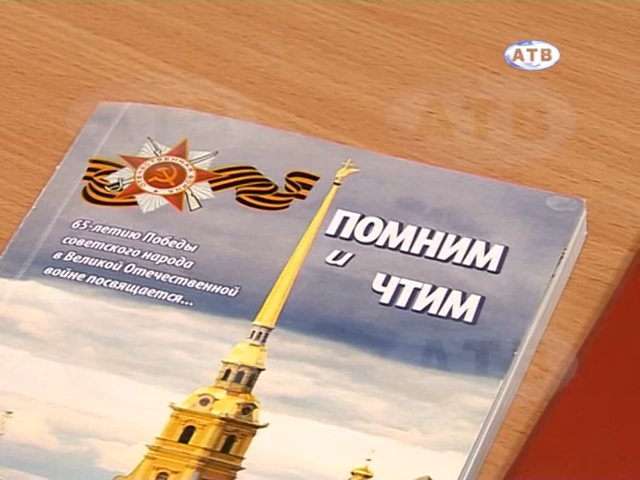 АТВ
ПОМНИМ
и
ЧТИМ
65-летию Победы
советского народа
в Великой Отечественной
войне посвящается...